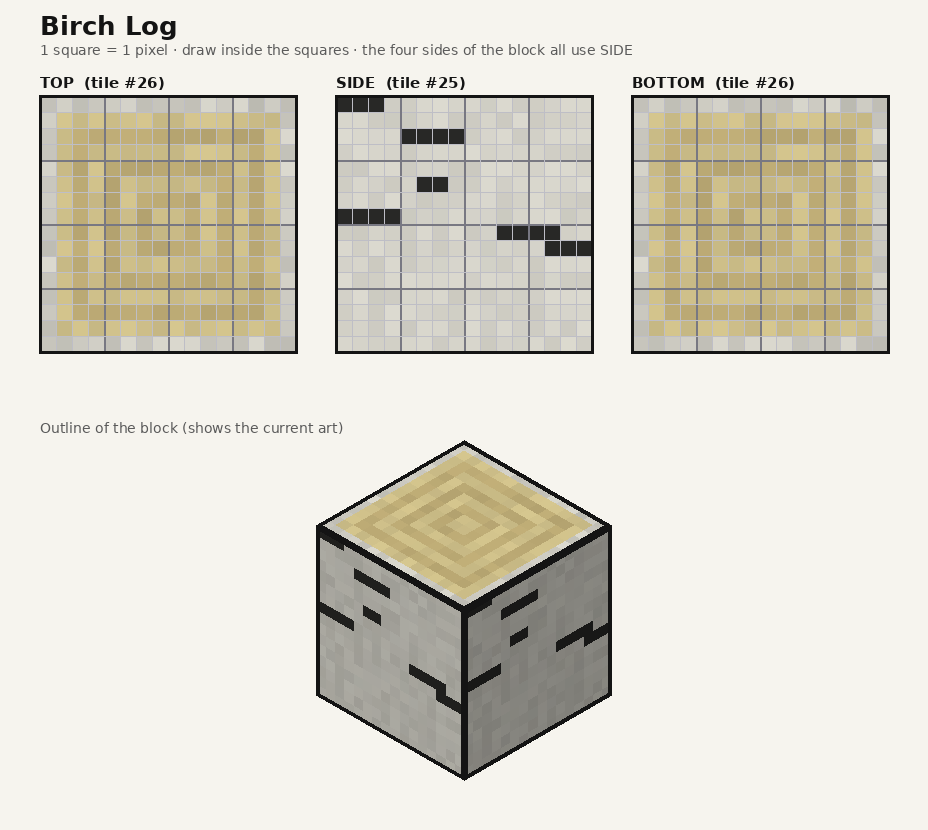 Birch Log
1 square = 1 pixel · draw inside the squares · the four sides of the block all use SIDE
TOP (tile #26)
SIDE (tile #25)
BOTTOM (tile #26)
Outline of the block (shows the current art)